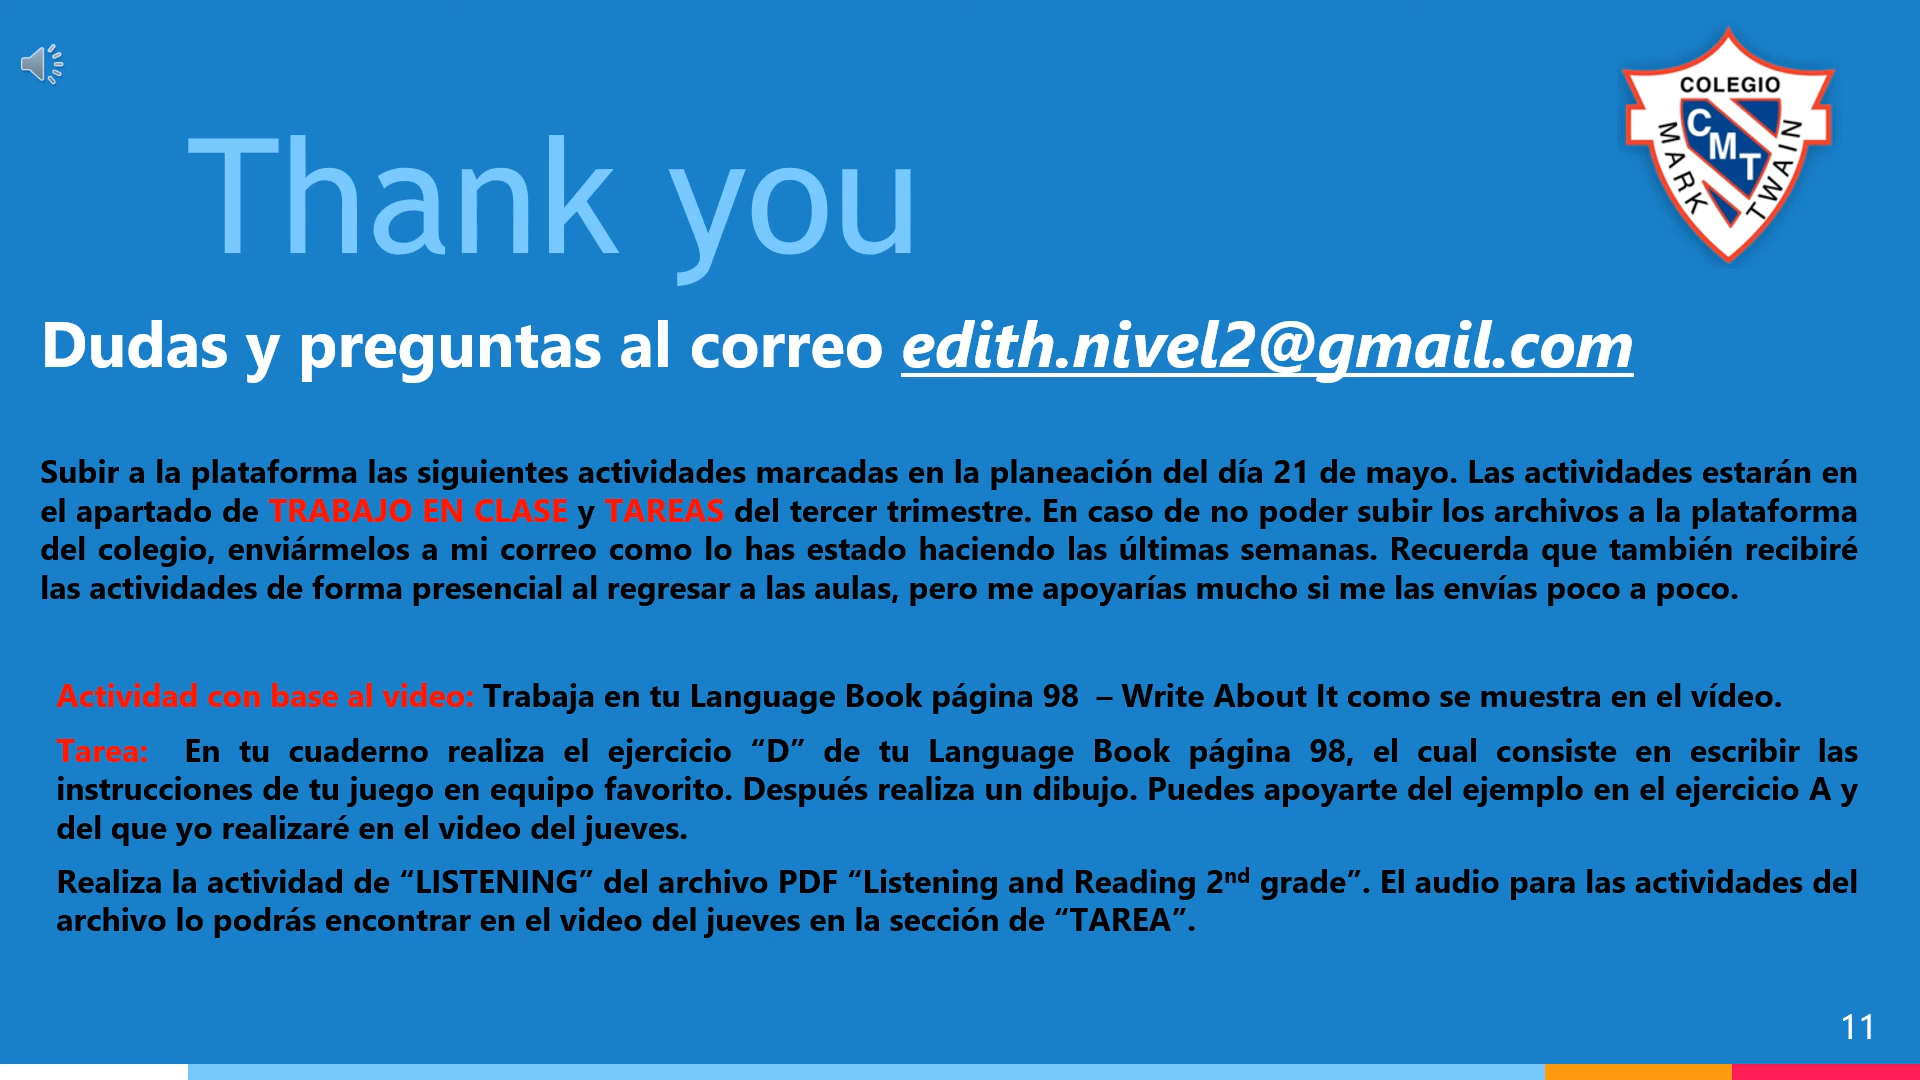 COLEGIO
CMT
MARK TWAIN
Thank you
Dudas y preguntas al correo edith.nivel2@gmail.com
Subir a la plataforma las siguientes actividades marcadas en la planeación del día 21 de mayo. Las actividades estarán en
el apartado de TRABAJO EN CLASE y TAREAS del tercer trimestre. En caso de no poder subir los archivos a la plataforma
del colegio, enviármelos a mi correo como lo has estado haciendo las últimas semanas. Recuerda que también recibiré
las actividades de forma presencial al regresar a las aulas, pero me apoyarías mucho si me las envías poco a poco.
Actividad con base al video: Trabaja en tu Language Book página 98 – Write About It como se muestra en el vídeo.
Tarea: En tu cuaderno realiza el ejercicio “D” de tu Language Book página 98, el cual consiste en escribir las
instrucciones de tu juego en equipo favorito. Después realiza un dibujo. Puedes apoyarte del ejemplo en el ejercicio A y
del que yo realizaré en el video del jueves.
Realiza la actividad de “LISTENING” del archivo PDF “Listening and Reading 2nd grade”. El audio para las actividades del
archivo lo podrás encontrar en el video del jueves en la sección de “TAREA”.
11